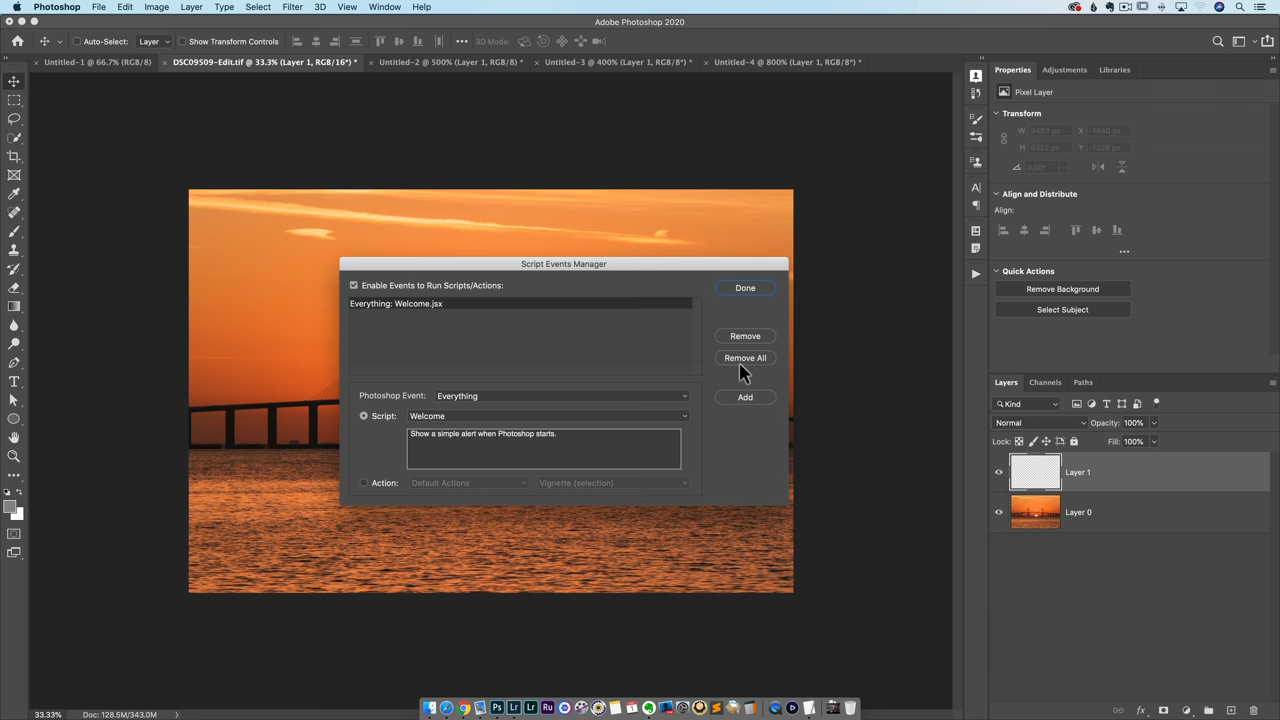 Photoshop File Edit Image Layer Type Select Filter 3D View Window Help
Adobe Photoshop 2020
Auto-Select: Layer Show Transform Controls 3D Mode:
Untitled-1 @ 66.7% (RGB/8) DSC09509-Edit.tif @ 33.3% (Layer 1, RGB/16*) * Untitled-2 @ 500% (Layer 1, RGB/8) * Untitled-3 @ 400% (Layer 1, RGB/8*) * Untitled-4 @ 800% (Layer 1, RGB/8*) *
Properties Adjustments Libraries
Pixel Layer
Transform
W 9463 px X -1840 px
H 6322 px Y -1226 px
0.00°
Align and Distribute
Align:
Quick Actions
Remove Background
Select Subject
Script Events Manager
Enable Events to Run Scripts/Actions:
Everything: Welcome.jsx
Done
Remove
Remove All
Add
Photoshop Event: Everything
Script: Welcome
Show a simple alert when Photoshop starts.
Action: Default Actions Vignette (selection)
Layers Channels Paths
Kind
Normal Opacity: 100%
Lock: Fill: 100%
Layer 1
Layer 0
33.33% Doc: 128.5M/343.0M